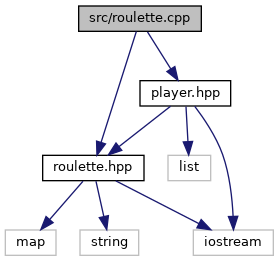 src/roulette.cpp
player.hpp
roulette.hpp
list
map
string
iostream